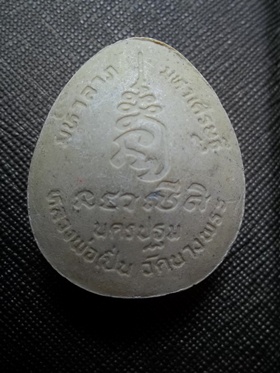 มหาลาภ
มหาเศรษฐี
นครปฐม
หลวงพ่อเปิ่น วัดบางพระ